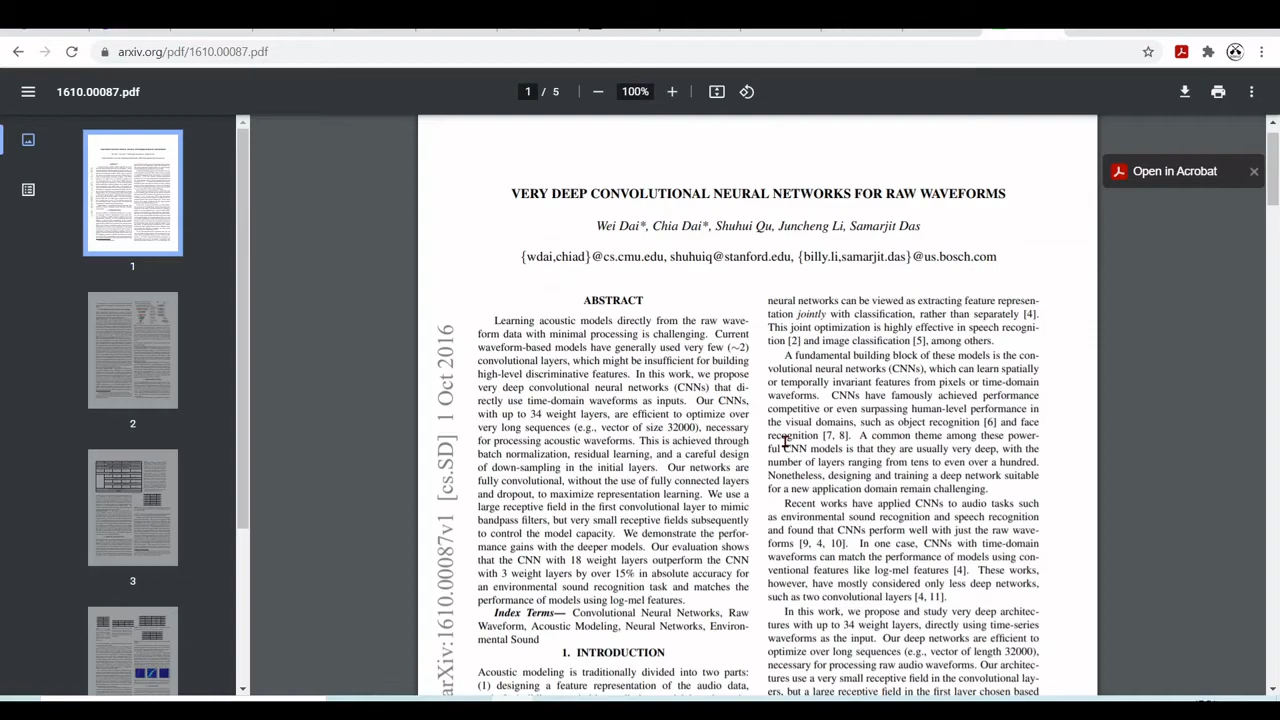 arxiv.org/pdf/1610.00087.pdf
1610.00087.pdf
1 / 5
100%
Open in Acrobat
1
2
3
VERY DEEP CONVOLUTIONAL NEURAL NETWORKS FOR RAW WAVEFORMS
Wei Dai*, Chia Dai*, Shuhui Qu, Juncheng Li, Samarjit Das
{wdai,chiad}@cs.cmu.edu, shuhuiq@stanford.edu, {billy.li,samarjit.das}@us.bosch.com
arXiv:1610.00087v1 [cs.SD] 1 Oct 2016
ABSTRACT
Learning acoustic models directly from the raw wave-
form data with minimal processing is challenging. Current
waveform-based models have generally used very few (~2)
convolutional layers, which might be insufficient for building
high-level discriminative features. In this work, we propose
very deep convolutional neural networks (CNNs) that di-
rectly use time-domain waveforms as inputs. Our CNNs,
with up to 34 weight layers, are efficient to optimize over
very long sequences (e.g., vector of size 32000), necessary
for processing acoustic waveforms. This is achieved through
batch normalization, residual learning, and a careful design
of down-sampling in the initial layers. Our networks are
fully convolutional, without the use of fully connected layers
and dropout, to maximize representation learning. We use a
large receptive field in the first convolutional layer to mimic
bandpass filters, but very small receptive fields subsequently
to control the model capacity. We demonstrate the perfor-
mance gains with the deeper models. Our evaluation shows
that the CNN with 18 weight layers outperform the CNN
with 3 weight layers by over 15% in absolute accuracy for
an environmental sound recognition task and matches the
performance of models using log-mel features.
Index Terms— Convolutional Neural Networks, Raw
Waveform, Acoustic Modeling, Neural Networks, Environ-
mental Sound
1. INTRODUCTION
Acoustic modeling is traditionally divided into two parts:
(1) designing a feature representation of the audio data,
neural networks can be viewed as extracting feature represen-
tation jointly with classification, rather than separately [4].
This joint optimization is highly effective in speech recogni-
tion [2] and image classification [5], among others.
A fundamental building block of these models is the con-
volutional neural networks (CNNs), which can learn spatially
or temporally invariant features from pixels or time-domain
waveforms. CNNs have famously achieved performance
competitive or even surpassing human-level performance in
the visual domains, such as object recognition [6] and face
recognition [7, 8]. A common theme among these power-
ful CNN models is that they are usually very deep, with the
number of layers ranging from tens to even over a hundred.
Nonetheless, designing and training a deep network suitable
for a new application domain remain challenging.
Recent works have applied CNNs to audio tasks such
as environmental sound recognition and speech recognition
and found that CNNs perform well with just the raw wave-
forms [9, 4, 10]. In one case, CNNs with time-domain
waveforms can match the performance of models using con-
ventional features like log-mel features [4]. These works,
however, have mostly considered only less deep networks,
such as two convolutional layers [4, 11].
In this work, we propose and study very deep architec-
tures with up to 34 weight layers, directly using time-series
waveforms as the input. Our deep networks are efficient to
optimize over long sequences (e.g., vector of length 32000),
necessary for processing raw audio waveforms. Our architec-
tures use a very small receptive field in the convolutional lay-
ers, but a large receptive field in the first layer chosen based